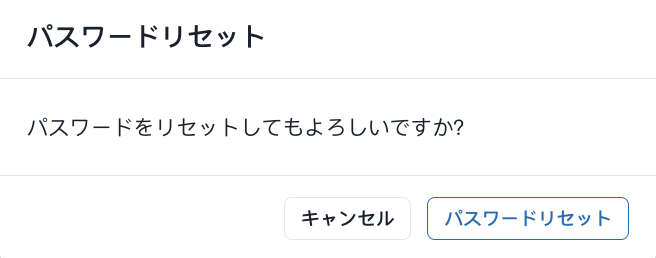 パスワードリセット
パスワードをリセットしてもよろしいですか?
キャンセル
パスワードリセット